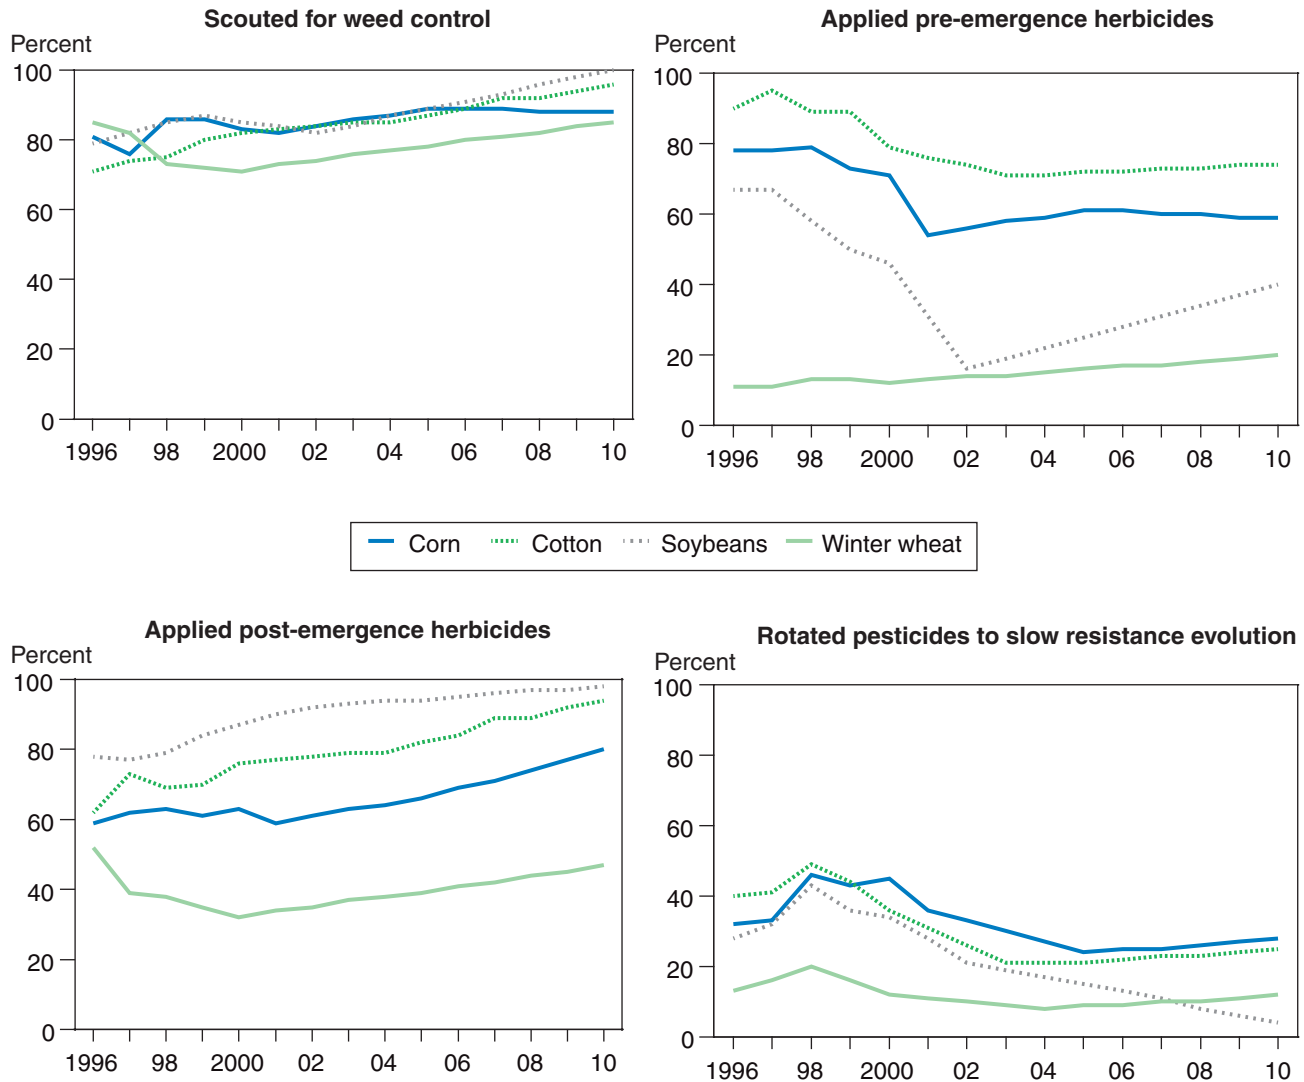 Scouted for weed control
Percent
100
80
60
40
20
0
1996 98 2000 02 04 06 08 10
Applied pre-emergence herbicides
Percent
100
80
60
40
20
0
1996 98 2000 02 04 06 08 10
Corn Cotton Soybeans Winter wheat
Applied post-emergence herbicides
Percent
100
80
60
40
20
0
1996 98 2000 02 04 06 08 10
Rotated pesticides to slow resistance evolution
Percent
100
80
60
40
20
0
1996 98 2000 02 04 06 08 10